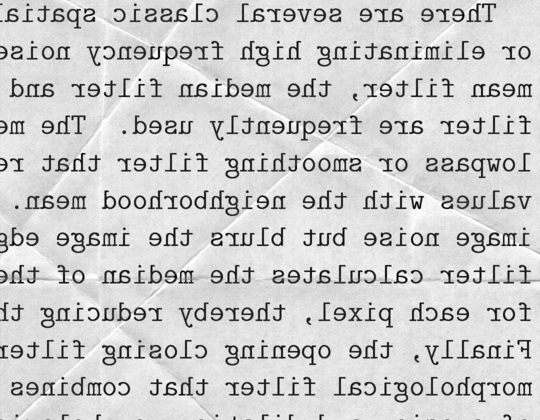 There are several classic spatial
or eliminating high frequency noise
mean filter, the median filter and
filter are frequently used. The me
lowpass or smoothing filter that re
values with the neighborhood mean.
image noise but blurs the image edg
filter calculates the median of the
for each pixel, thereby reducing th
Finally, the opening closing filter
morphological filter that combines